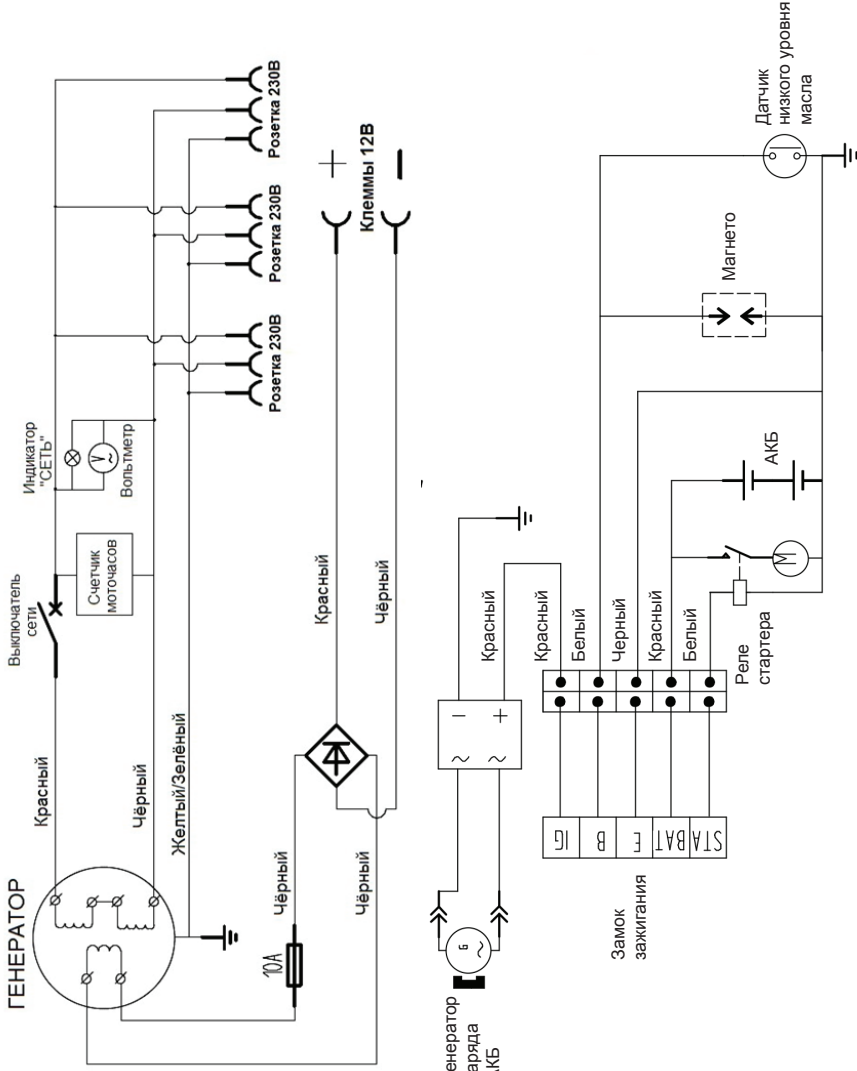 ГЕНЕРАТОР
Красный
Чёрный
Желтый/Зелёный
Выключатель
сети
Счетчик
моточасов
Индикатор
"СЕТЬ"
V
Вольтметр
Розетка 230В
Розетка 230В
Розетка 230В
10А
Чёрный
Чёрный
Красный
Чёрный
+
Клеммы 12В
−
енератор
аряда
КБ
G
−
+
Красный
Красный
Белый
Черный
Красный
Белый
Замок
зажигания
IG
B
E
BAT
STA
Реле
стартера
M
АКБ
Магнето
Датчик
низкого уровня
масла